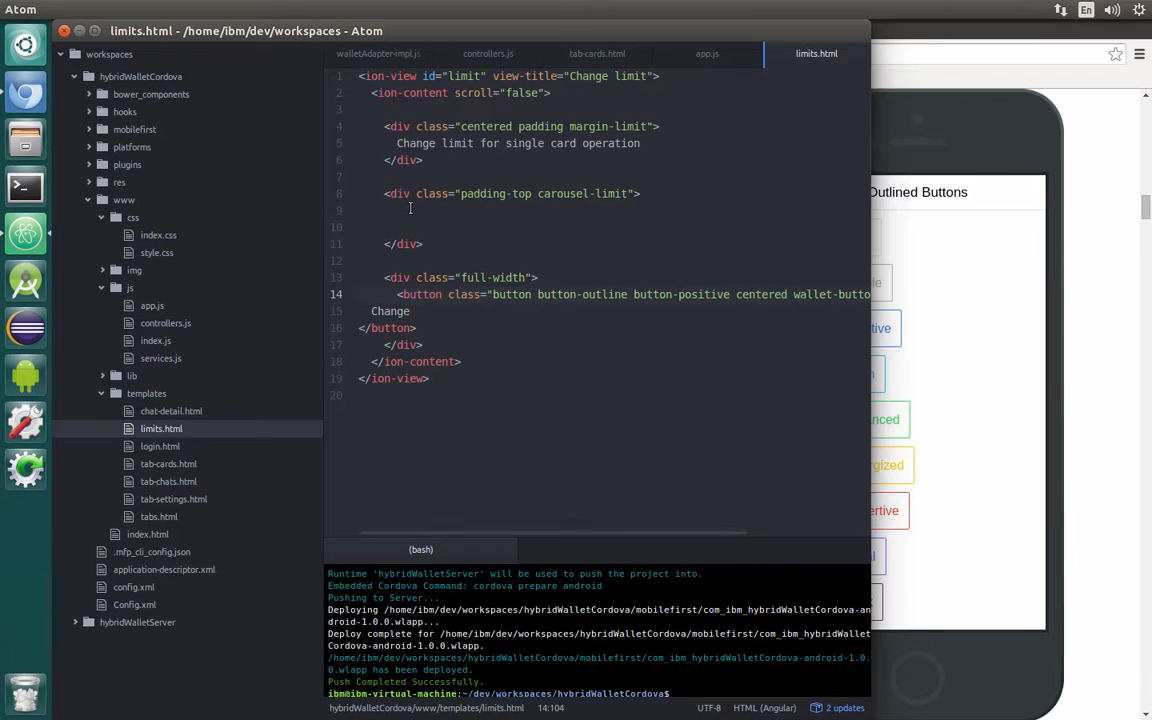 Atom
En
limits.html - /home/ibm/dev/workspaces - Atom
workspaces
hybridWalletCordova
bower_components
hooks
mobilefirst
platforms
plugins
res
www
css
index.css
style.css
img
js
app.js
controllers.js
index.js
services.js
lib
templates
chat-detail.html
limits.html
login.html
tab-cards.html
tab-chats.html
tab-settings.html
tabs.html
index.html
.mfp_cli_config.json
application-descriptor.xml
config.xml
Config.xml
hybridWalletServer
walletAdapter-impl.js
controllers.js
tab-cards.html
app.js
limits.html
1 <ion-view id="limit" view-title="Change limit">
2 <ion-content scroll="false">
3
4 <div class="centered padding margin-limit">
5 Change limit for single card operation
6 </div>
7
8 <div class="padding-top carousel-limit">
9
10
11 </div>
12
13 <div class="full-width">
14 <button class="button button-outline button-positive centered wallet-butto
15 Change
16 </button>
17 </div>
18 </ion-content>
19 </ion-view>
20
(bash)
Runtime 'hybridWalletServer' will be used to push the project into.
Embedded Cordova Command: cordova prepare android
Pushing to Server...
Deploying /home/ibm/dev/workspaces/hybridWalletCordova/mobilefirst/com_ibm_hybridWalletCordova-an
droid-1.0.0.wlapp...
Deploy complete for /home/ibm/dev/workspaces/hybridWalletCordova/mobilefirst/com_ibm_hybridWallet
Cordova-android-1.0.0.wlapp.
/home/ibm/dev/workspaces/hybridWalletCordova/mobilefirst/com_ibm_hybridWalletCordova-android-1.0.
0.wlapp has been deployed.
Push Completed Successfully.
ibm@ibm-virtual-machine:~/dev/workspaces/hybridWalletCordova$
hybridWalletCordova/www/templates/limits.html 14:104
UTF-8
HTML (Angular)
2 updates
Outlined Buttons
le
tive
m
nced
rgized
ertive
al